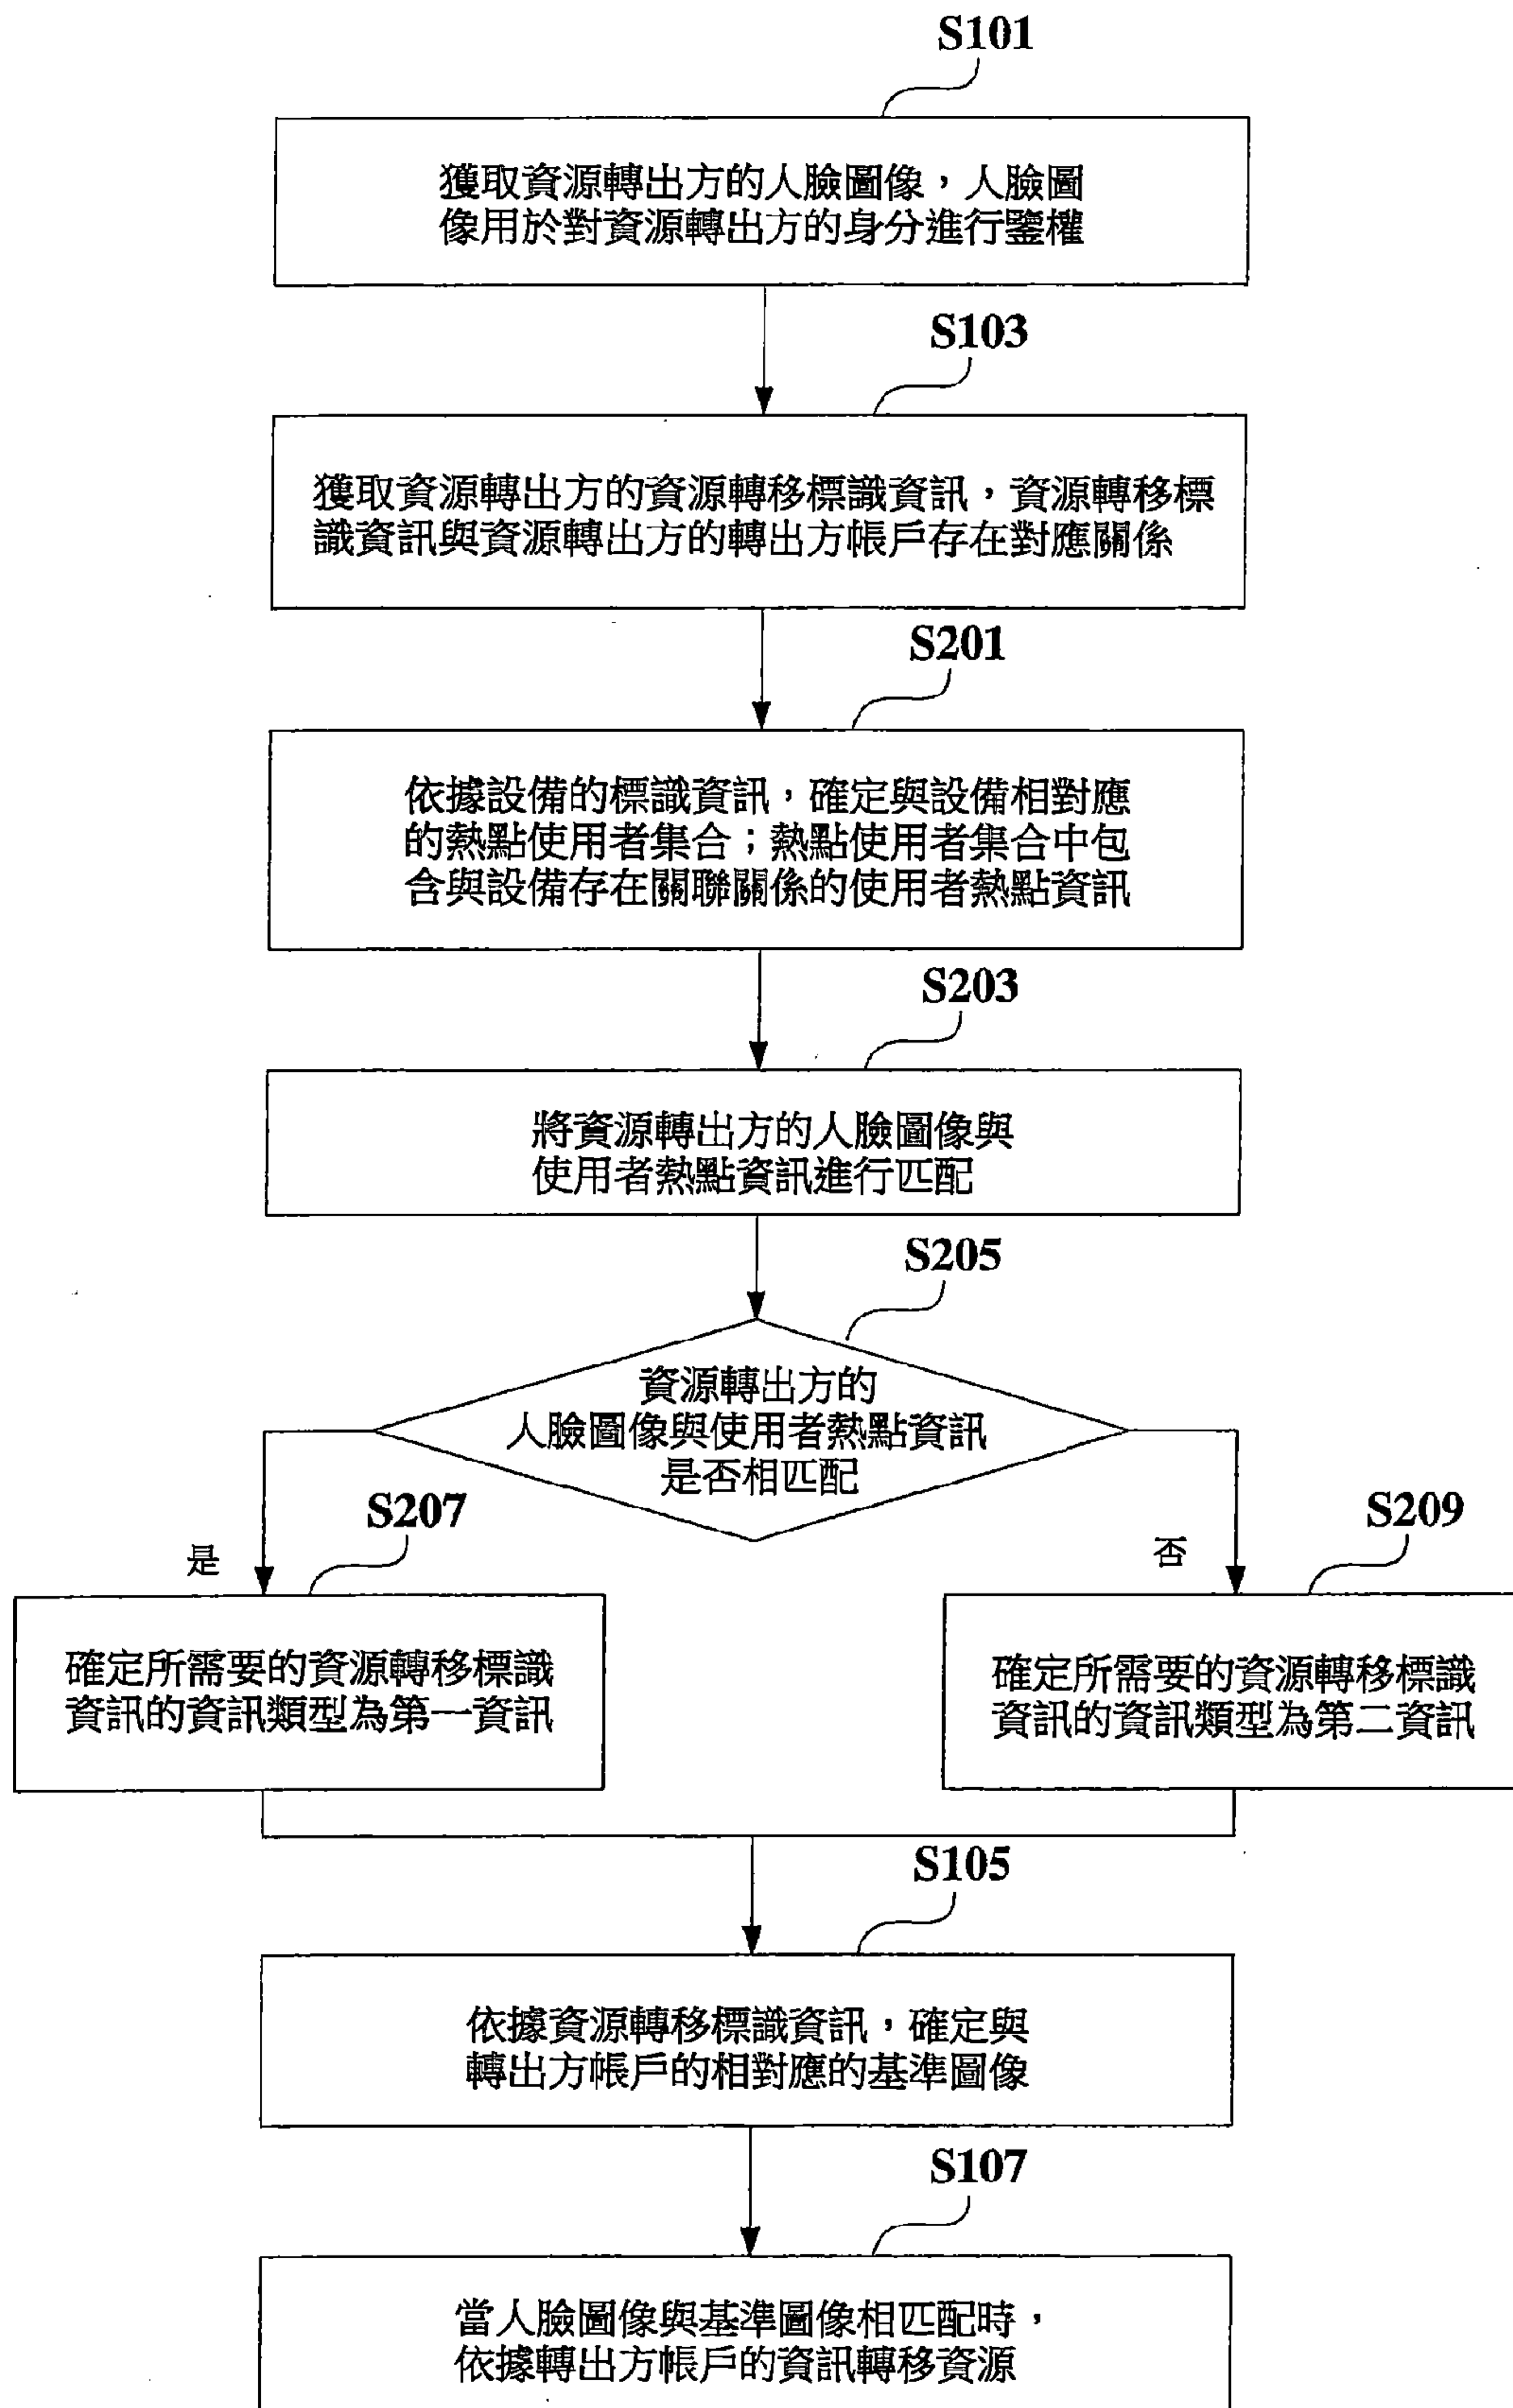 S101
獲取資源轉出方的人臉圖像，人臉圖
像用於對資源轉出方的身分進行鑒權
S103
獲取資源轉出方的資源轉移標識資訊，資源轉移標
識資訊與資源轉出方的轉出方帳戶存在對應關係
S201
依據設備的標識資訊，確定與設備相對應
的熱點使用者集合；熱點使用者集合中包
含與設備存在關聯關係的使用者熱點資訊
S203
將資源轉出方的人臉圖像與
使用者熱點資訊進行匹配
S205
資源轉出方的
人臉圖像與使用者熱點資訊
是否相匹配
是
S207
確定所需要的資源轉移標識
資訊的資訊類型為第一資訊
否
S209
確定所需要的資源轉移標識
資訊的資訊類型為第二資訊
S105
依據資源轉移標識資訊，確定與
轉出方帳戶的相對應的基準圖像
S107
當人臉圖像與基準圖像相匹配時，
依據轉出方帳戶的資訊轉移資源